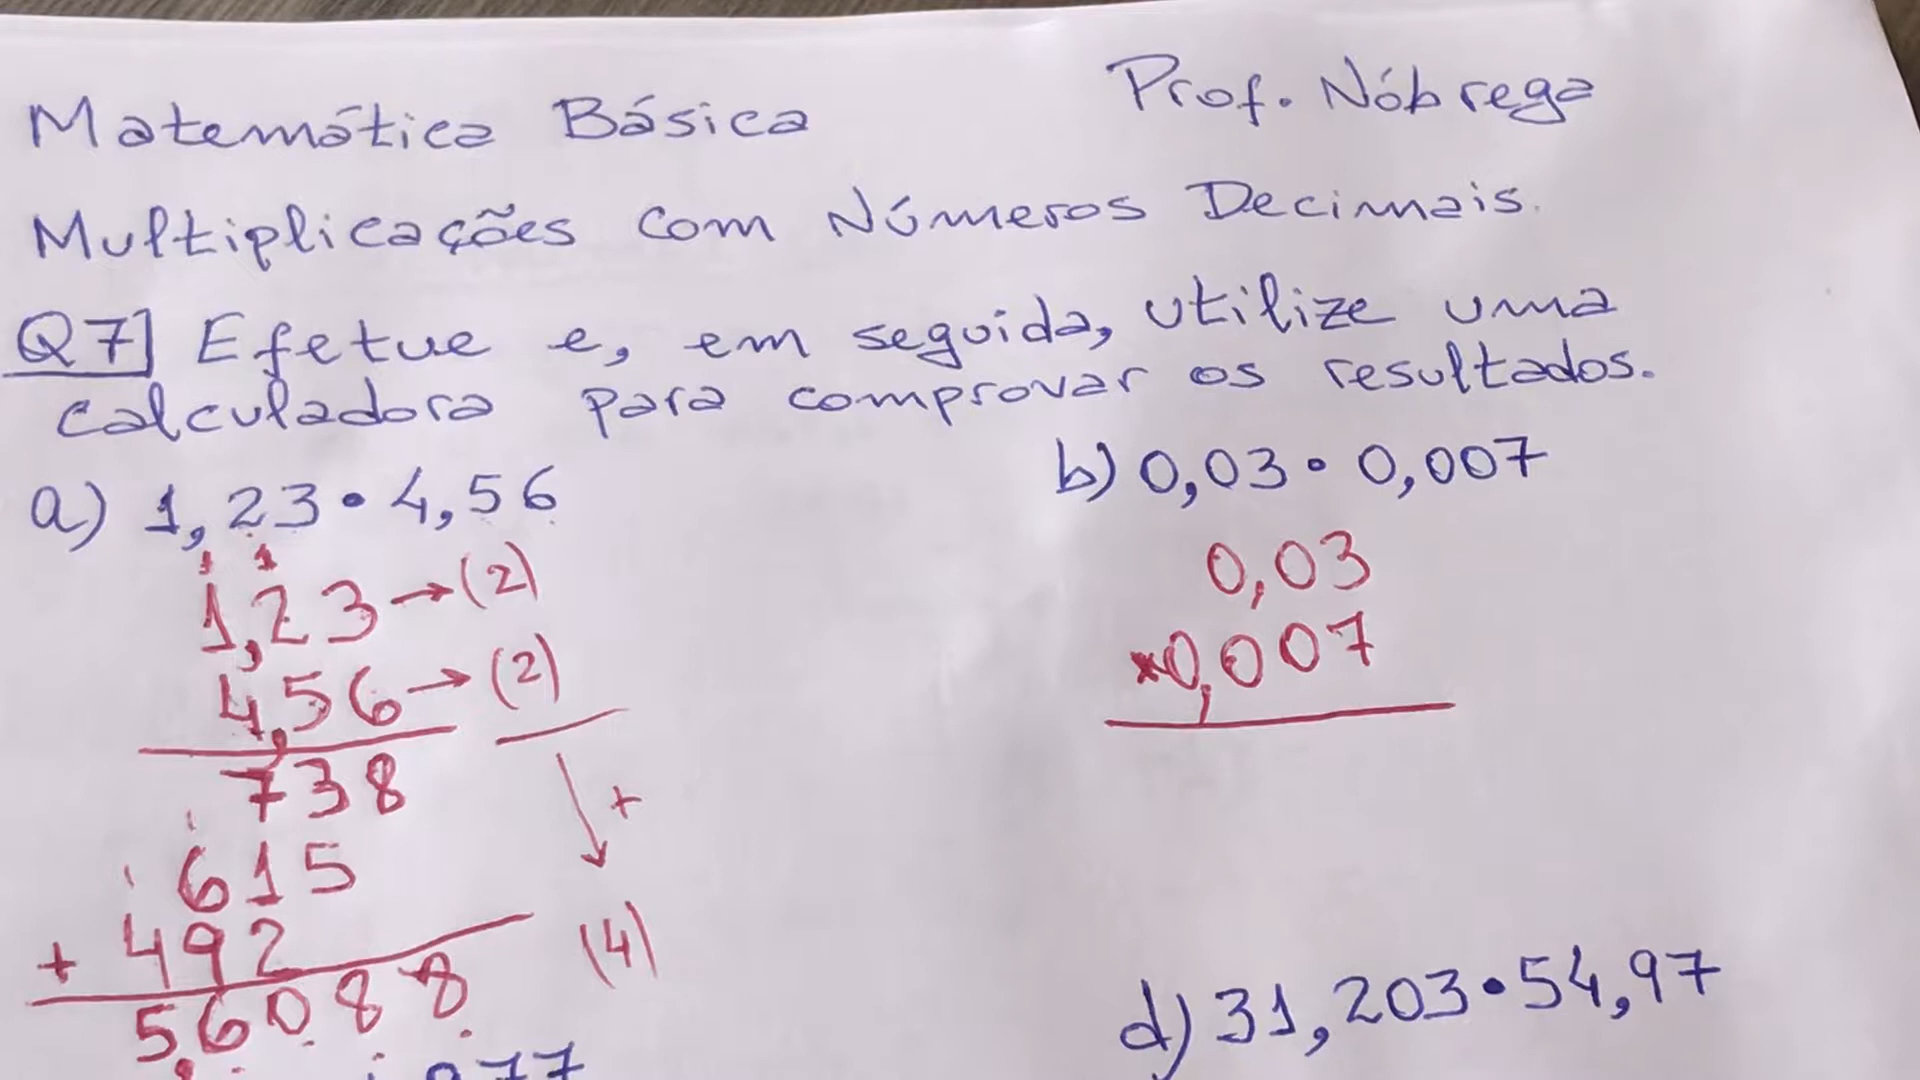 Matemática Básica Prof. Nóbrega
Multiplicações com Números Decimais.
Q7] Efetue e, em seguida, utilize uma
calculadora para comprovar os resultados.
a) 1,23 • 4,56
1 1
1,23 → (2)
4,56 → (2)
738
+
615
+ 492
(4)
5,6088
b) 0,03 • 0,007
0,03
×0,007
d) 31,203 • 54,97